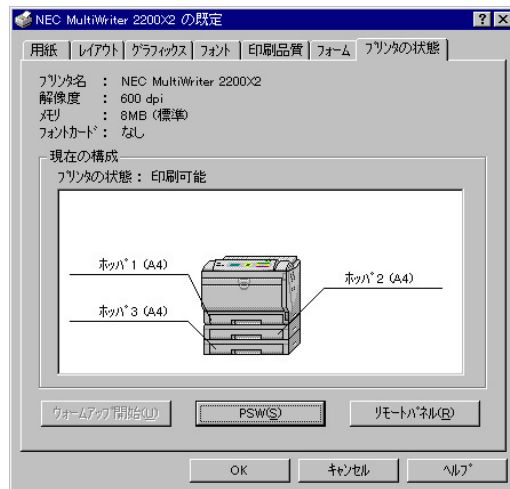 NEC MultiWriter 2200X2 の既定
用紙 レイアウト グラフィックス フォント 印刷品質 フォーム プリンタの状態
プリンタ名 : NEC MultiWriter 2200X2
解像度 : 600 dpi
メモリ : 8MB (標準)
フォントカード : なし
現在の構成
プリンタの状態 : 印刷可能
ホッパ1 (A4)
ホッパ2 (A4)
ホッパ3 (A4)
ウォームアップ開始(U) PSW(S) リモートパネル(R)
OK キャンセル ヘルプ